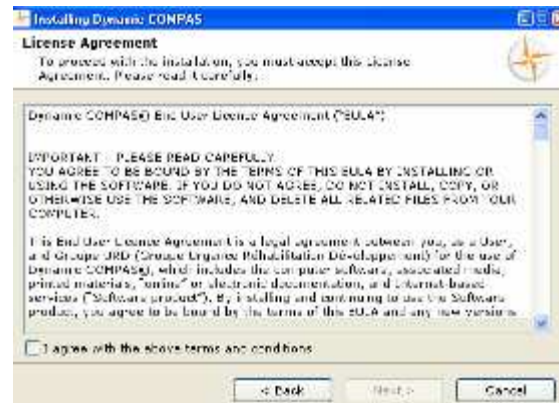 Installing Dynamic COMPAS
License Agreement
To proceed with the installation, you must accept this License
Agreement. Please read it carefully.
Dynamic COMPAS® End User Licence Agreement ("EULA")
IMPORTANT - PLEASE READ CAREFULLY
YOU AGREE TO BE BOUND BY THE TERMS OF THIS EULA BY INSTALLING OR
USING THE SOFTWARE. IF YOU DO NOT AGREE, DO NOT INSTALL, COPY, OR
OTHERWISE USE THE SOFTWARE, AND DELETE ALL RELATED FILES FROM YOUR
COMPUTER.
This End User Licence Agreement is a legal agreement between you, as a User,
and Groupe URD (Groupe Urgence Réhabilitation Développement) for the use of
Dynamic COMPAS®, which includes the computer software, associated media,
printed materials, "online" or electronic documentation, and Internet-based
services ("Software product"). By installing and continuing to use the Software
product, you agree to be bound by the terms of this EULA and any new versions
I agree with the above terms and conditions
< Back
Next >
Cancel